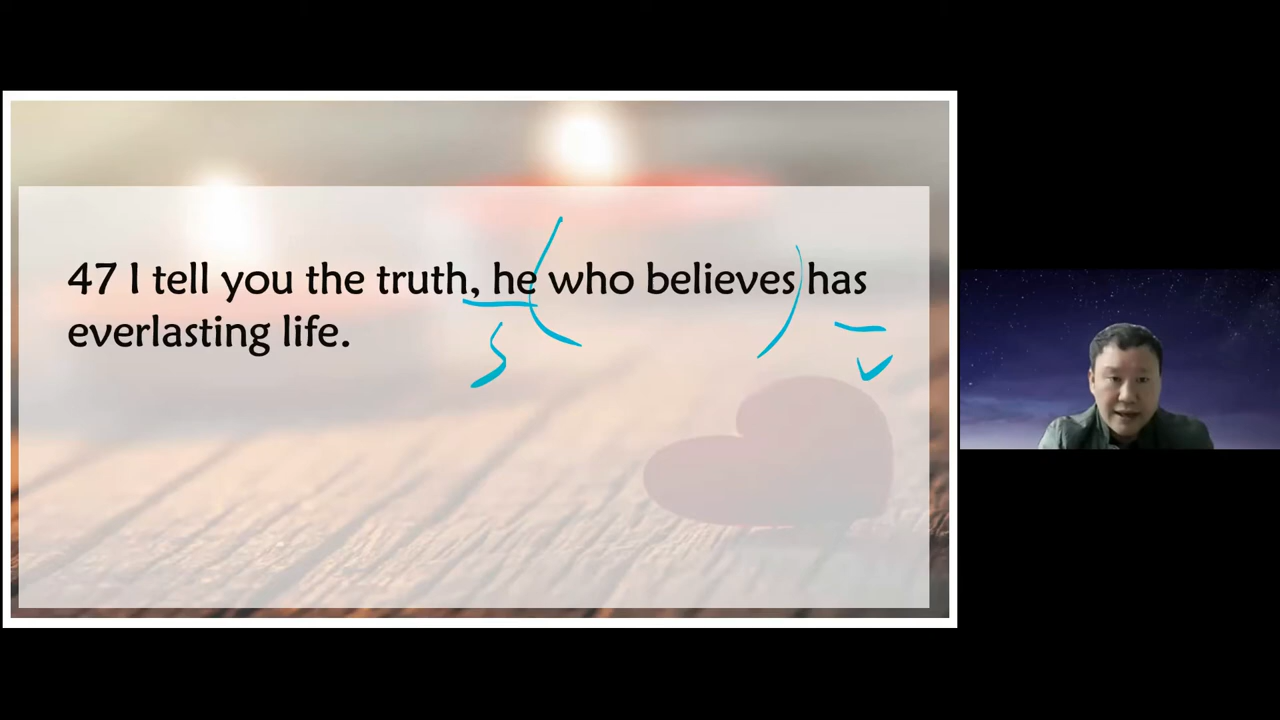 47 I tell you the truth, he who believes has
everlasting life.
S
v